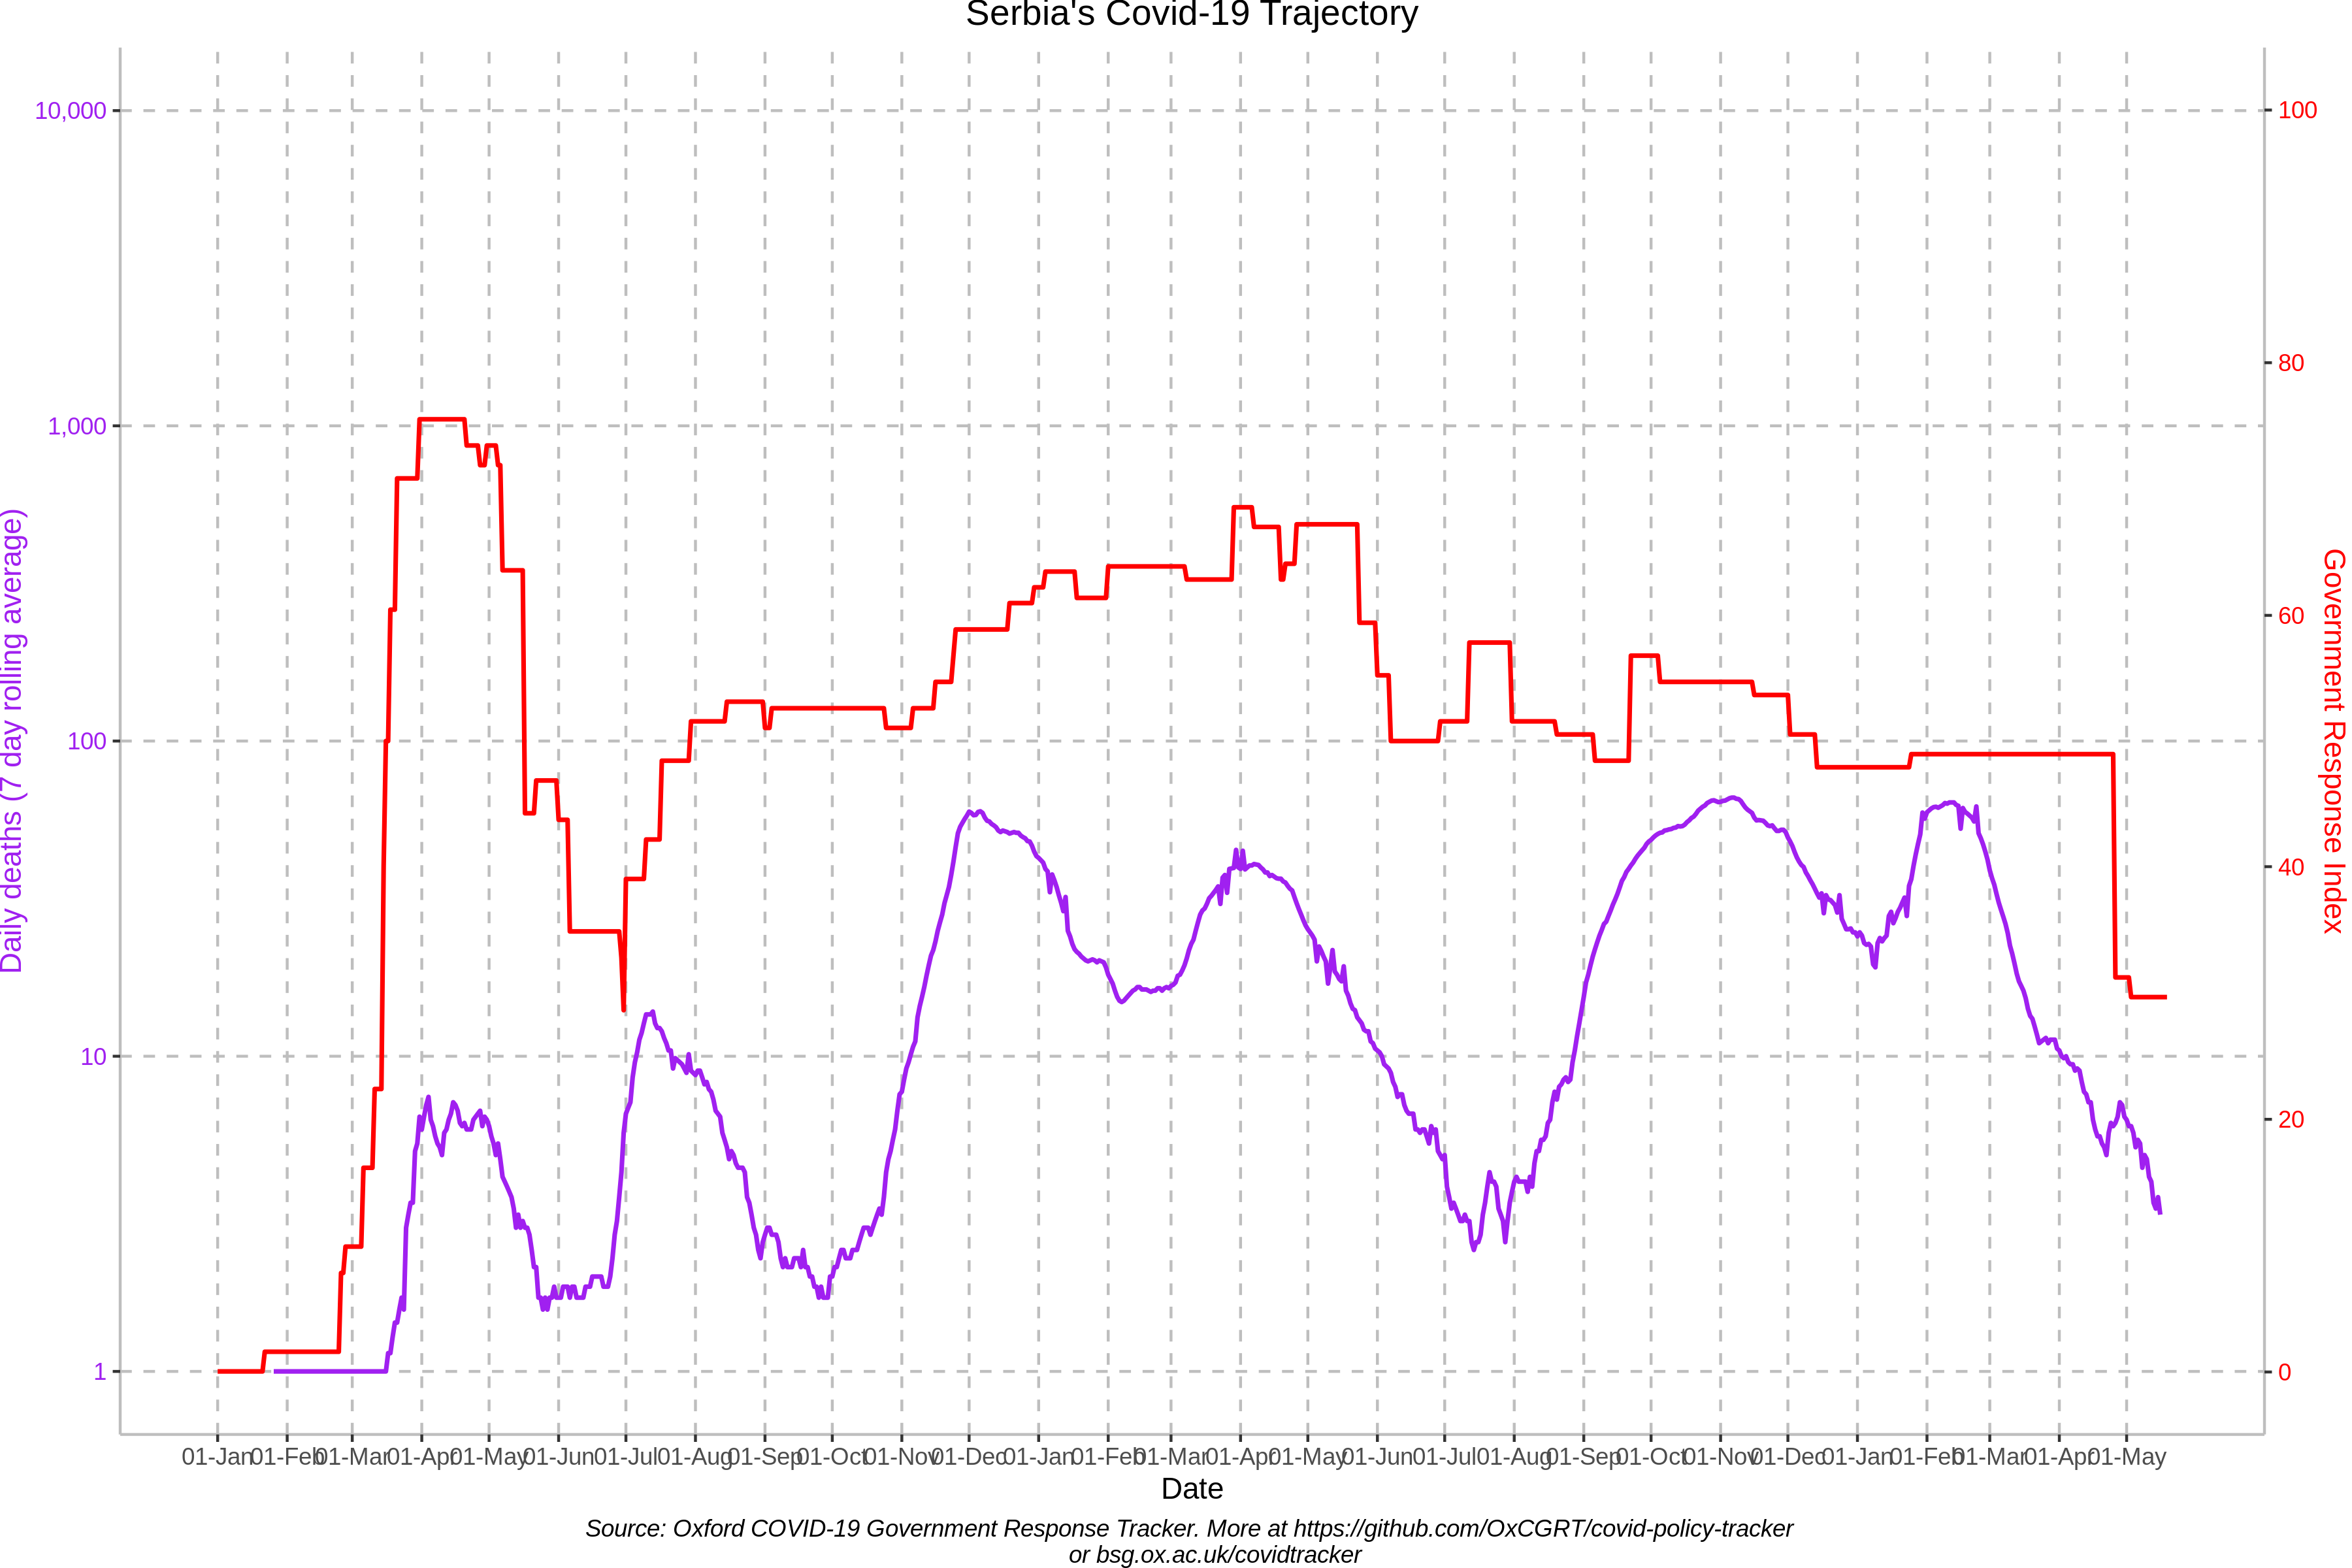 Serbia's Covid-19 Trajectory
10,000
1,000
100
10
1
Daily deaths (7 day rolling average)
100
80
60
40
20
0
Government Response Index
01-Jan 01-Feb 01-Mar 01-Apr 01-May 01-Jun 01-Jul 01-Aug 01-Sep 01-Oct 01-Nov 01-Dec 01-Jan 01-Feb 01-Mar 01-Apr 01-May 01-Jun 01-Jul 01-Aug 01-Sep 01-Oct 01-Nov 01-Dec 01-Jan 01-Feb 01-Mar 01-Apr 01-May
Date
Source: Oxford COVID-19 Government Response Tracker. More at https://github.com/OxCGRT/covid-policy-tracker
or bsg.ox.ac.uk/covidtracker